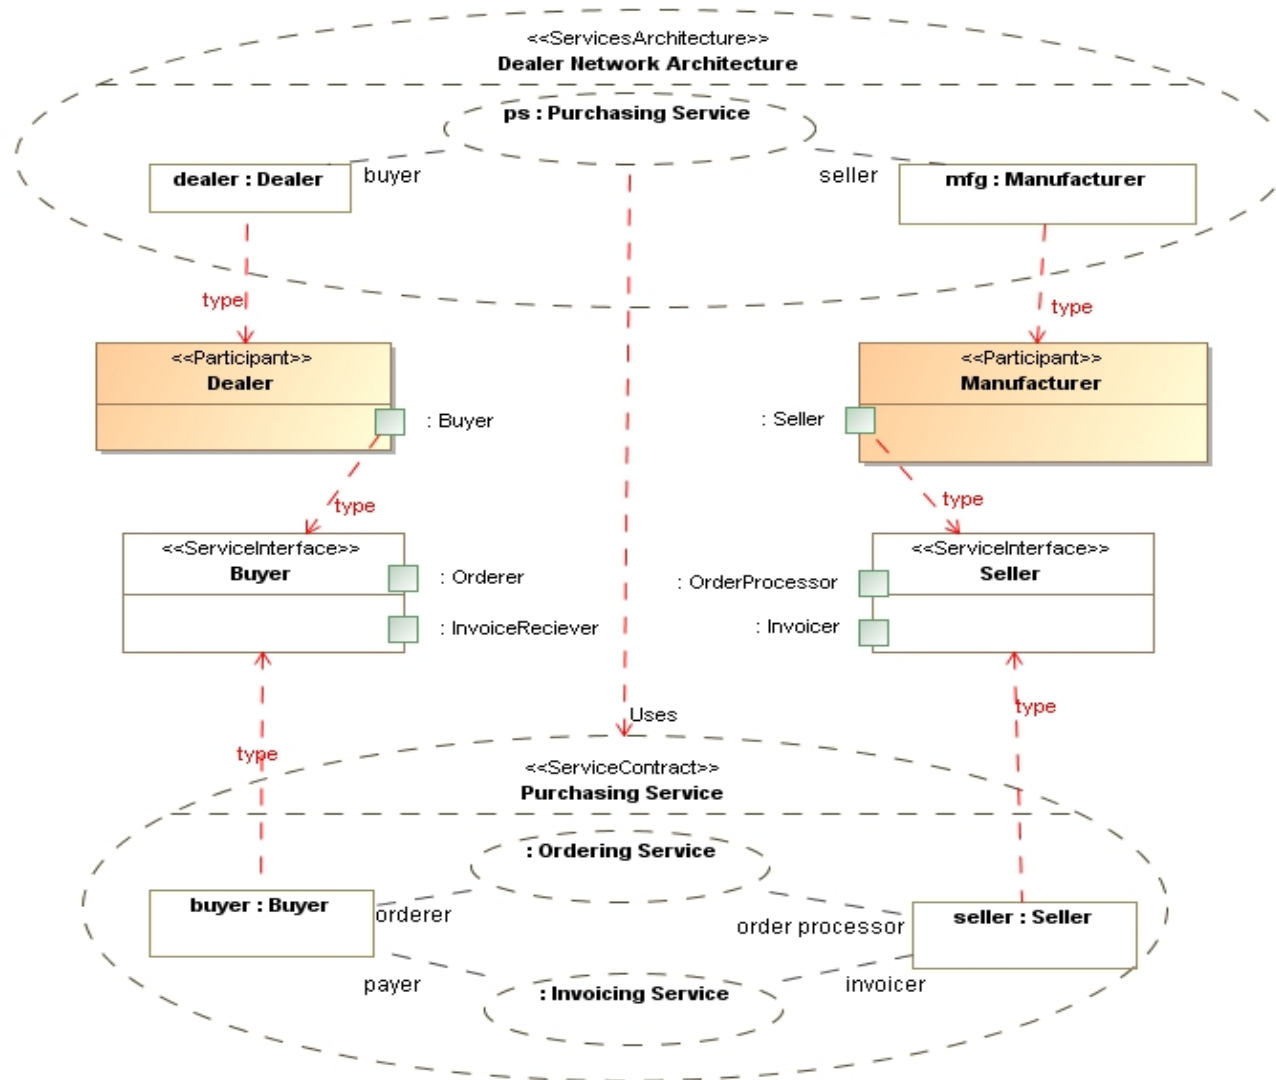 <<ServicesArchitecture>>
Dealer Network Architecture
ps : Purchasing Service
dealer : Dealer
buyer
seller
mfg : Manufacturer
type
type
<<Participant>>
Dealer
<<Participant>>
Manufacturer
: Buyer
: Seller
type
type
<<ServiceInterface>>
Buyer
<<ServiceInterface>>
Seller
: Orderer
: OrderProcessor
: InvoiceReciever
: Invoicer
type
Uses
type
<<ServiceContract>>
Purchasing Service
: Ordering Service
buyer : Buyer
orderer
order processor
seller : Seller
payer
: Invoicing Service
invoicer